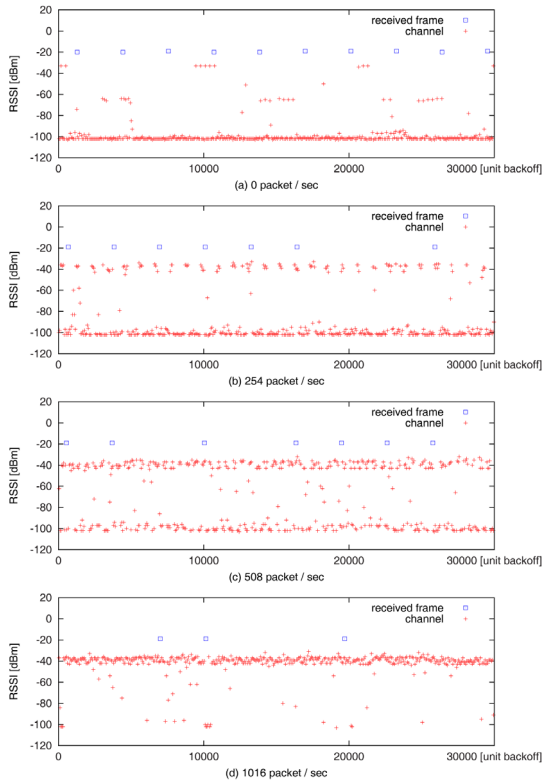 received frame
channel
RSSI [dBm]
20
0
-20
-40
-60
-80
-100
-120
0
10000
20000
30000 [unit backoff]
(a) 0 packet / sec
received frame
channel
RSSI [dBm]
20
0
-20
-40
-60
-80
-100
-120
0
10000
20000
30000 [unit backoff]
(b) 254 packet / sec
received frame
channel
RSSI [dBm]
20
0
-20
-40
-60
-80
-100
-120
0
10000
20000
30000 [unit backoff]
(c) 508 packet / sec
received frame
channel
RSSI [dBm]
20
0
-20
-40
-60
-80
-100
-120
0
10000
20000
30000 [unit backoff]
(d) 1016 packet / sec